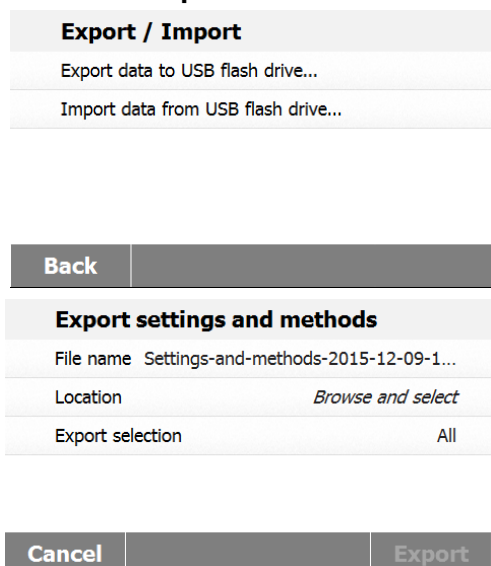 Export / Import
Export data to USB flash drive...
Import data from USB flash drive...
Back
Export settings and methods
File name Settings-and-methods-2015-12-09-1...
Location Browse and select
Export selection All
Cancel Export